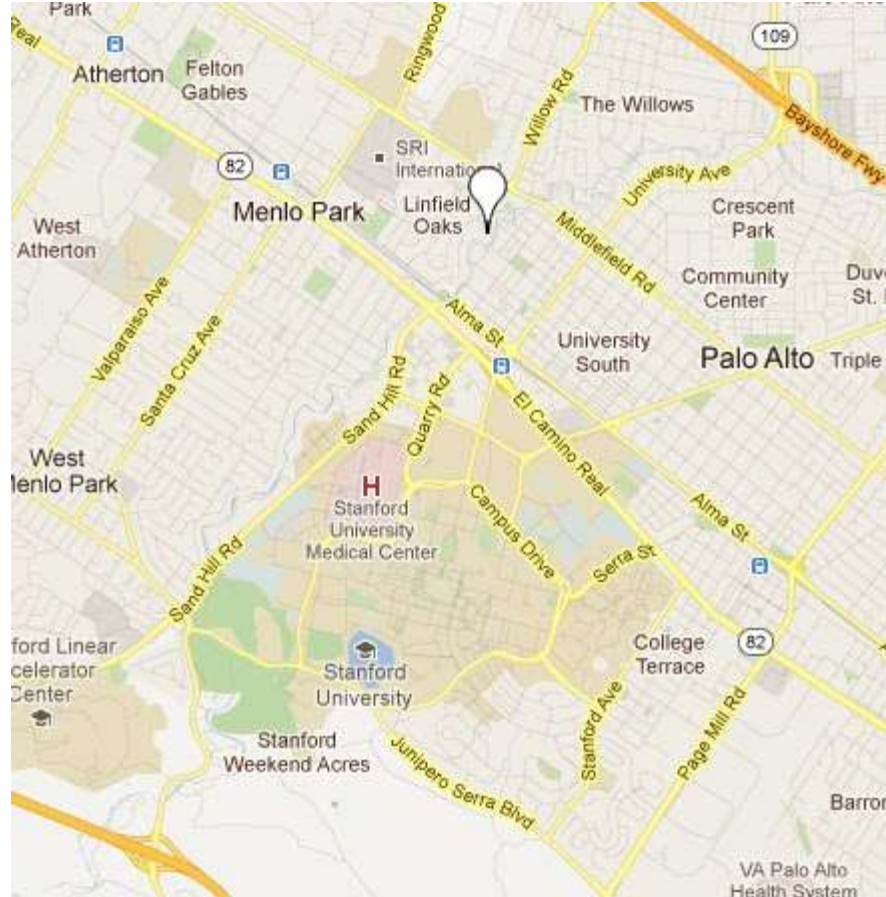 Park
Real
Atherton
Felton
Gables
Ringwood
109
Willow Rd
The Willows
Bayshore Fwy
82
SRI
International
University Ave
Menlo Park
Linfield
Oaks
Crescent
Park
West
Atherton
Middlefield Rd
Community
Center
Duv
St.
Valparaiso Ave
Santa Cruz Ave
Alma St
University
South
Palo Alto
Triple
Sand Hill Rd
Quarry Rd
El Camino Real
West
Menlo Park
H
Stanford
University
Medical Center
Campus Drive
Alma St
Serra St
Sand Hill Rd
ford Linear
celerator
Center
Stanford
University
College
Terrace
82
Stanford
Weekend Acres
Junipero Serra Blvd
Stanford Ave
Page Mill Rd
Barror
VA Palo Alto
Health System